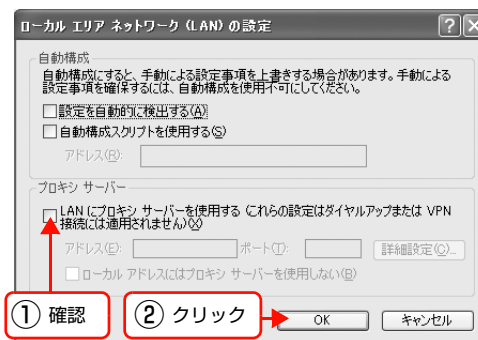 ローカル エリア ネットワーク (LAN) の設定
自動構成
自動構成にすると、手動による設定事項を上書きする場合があります。手動による
設定事項を確保するには、自動構成を使用不可にしてください。
設定を自動的に検出する(A)
自動構成スクリプトを使用する(S)
アドレス(R):
プロキシ サーバー
LAN にプロキシ サーバーを使用する (これらの設定はダイヤルアップまたは VPN
接続には適用されません)(X)
アドレス(E): ポート(T): 詳細設定(C)...
ローカル アドレスにはプロキシ サーバーを使用しない(B)
① 確認 ② クリック OK キャンセル